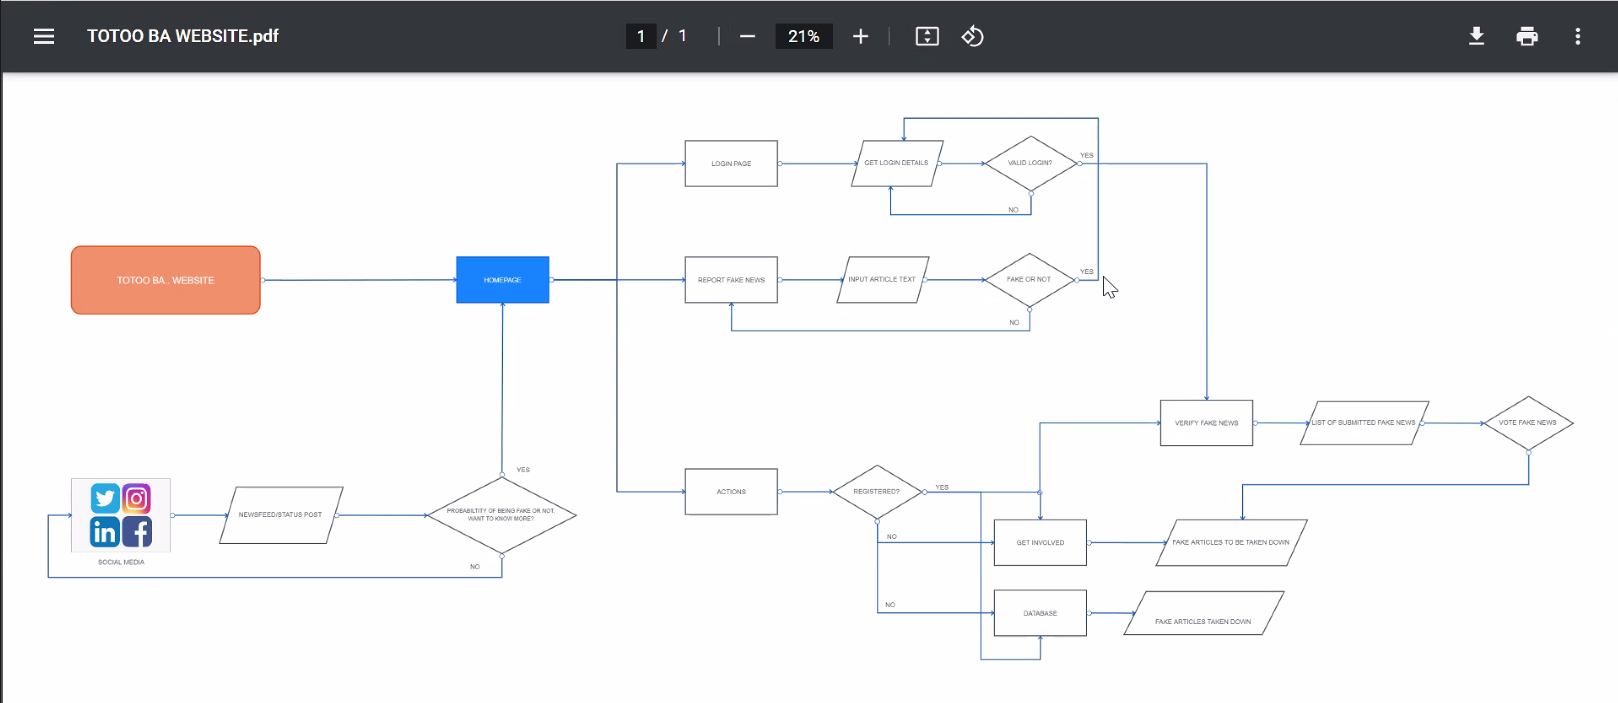 TOTOO BA WEBSITE.pdf
1 / 1
21%
LOGIN PAGE
GET LOGIN DETAILS
VALID LOGIN?
YES
NO
TOTOO BA.. WEBSITE
HOMEPAGE
REPORT FAKE NEWS
INPUT ARTICLE TEXT
FAKE OR NOT
YES
NO
VERIFY FAKE NEWS
LIST OF SUBMITTED FAKE NEWS
VOTE FAKE NEWS
ACTIONS
REGISTERED?
YES
NO
NO
GET INVOLVED
FAKE ARTICLES TO BE TAKEN DOWN
DATABASE
FAKE ARTICLES TAKEN DOWN
in
f
SOCIAL MEDIA
NEWSFEED/STATUS POST
PROBABILITIY OF BEING FAKE OR NOT.
WANT TO KNOW MORE?
YES
NO